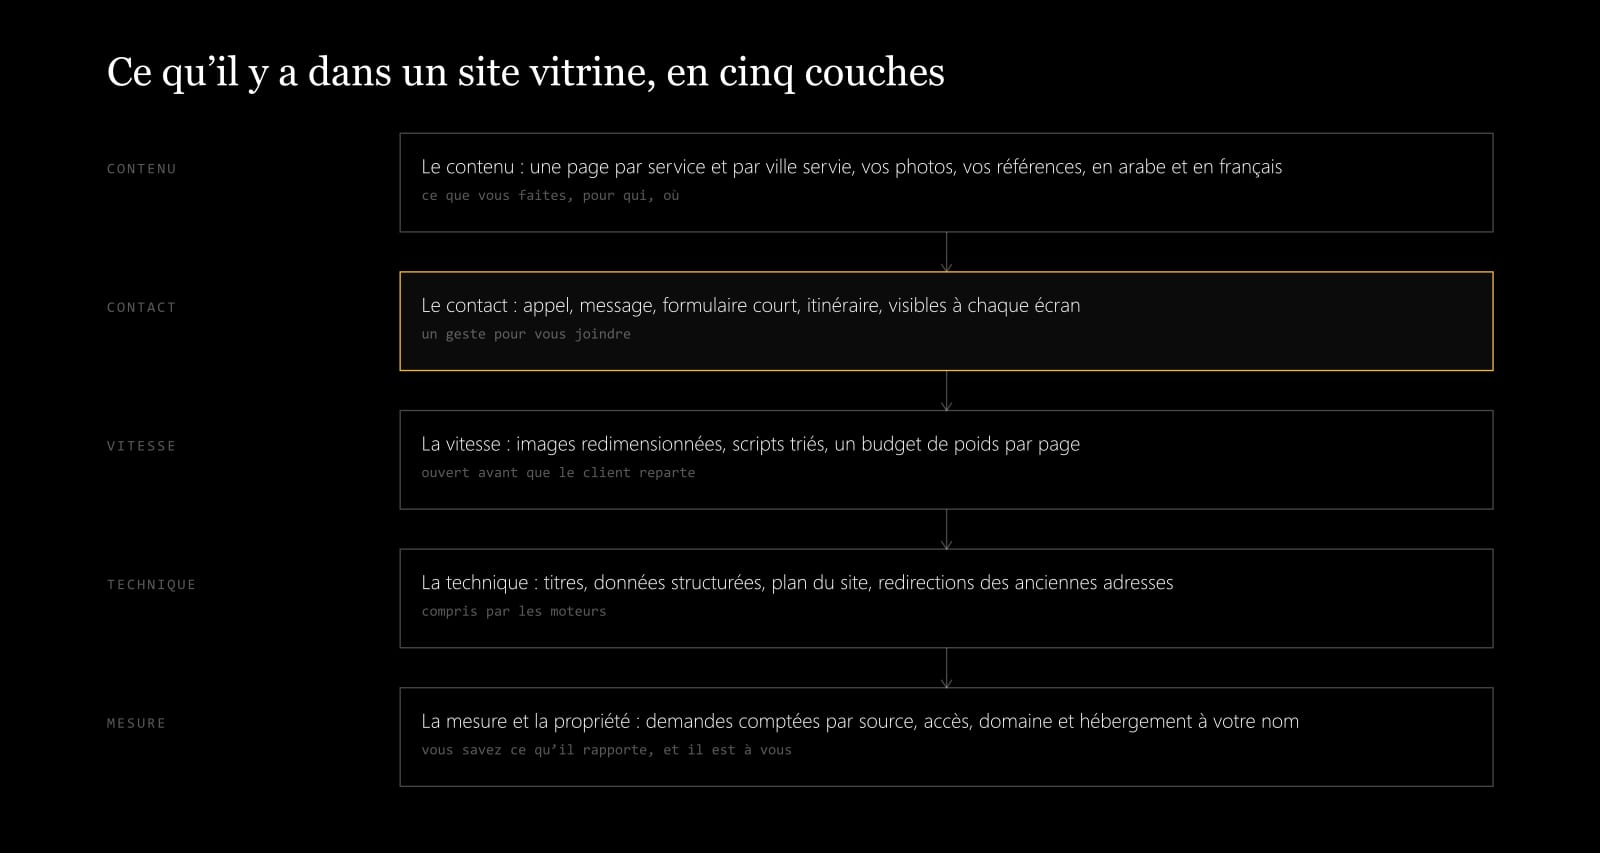 Ce qu’il y a dans un site vitrine, en cinq couches
CONTENU
Le contenu : une page par service et par ville servie, vos photos, vos références, en arabe et en français
ce que vous faites, pour qui, où
CONTACT
Le contact : appel, message, formulaire court, itinéraire, visibles à chaque écran
un geste pour vous joindre
VITESSE
La vitesse : images redimensionnées, scripts triés, un budget de poids par page
ouvert avant que le client reparte
TECHNIQUE
La technique : titres, données structurées, plan du site, redirections des anciennes adresses
compris par les moteurs
MESURE
La mesure et la propriété : demandes comptées par source, accès, domaine et hébergement à votre nom
vous savez ce qu’il rapporte, et il est à vous